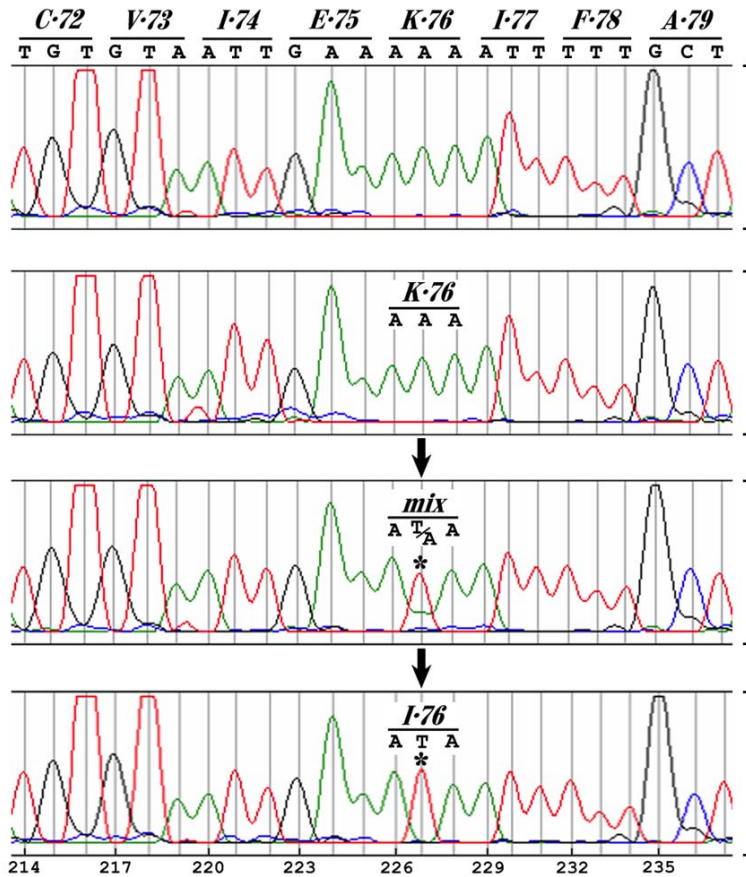 C·72 V·73 I·74 E·75 K·76 I·77 F·78 A·79
T G T G T A A T T G A A A A A A T T T T T G C T
K·76
A A A
mix
A T/A A
*
I·76
A T A
*
214 217 220 223 226 229 232 235